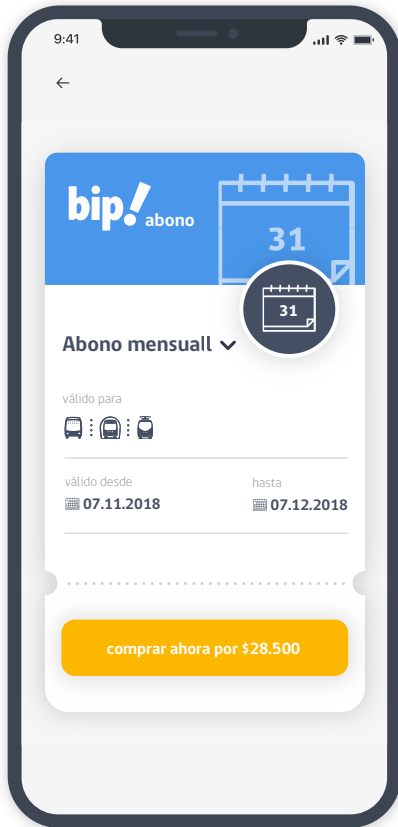 9:41
bip!
abono
31
31
Abono mensuall
válido para
válido desde
hasta
07.11.2018
07.12.2018
comprar ahora por $28.500